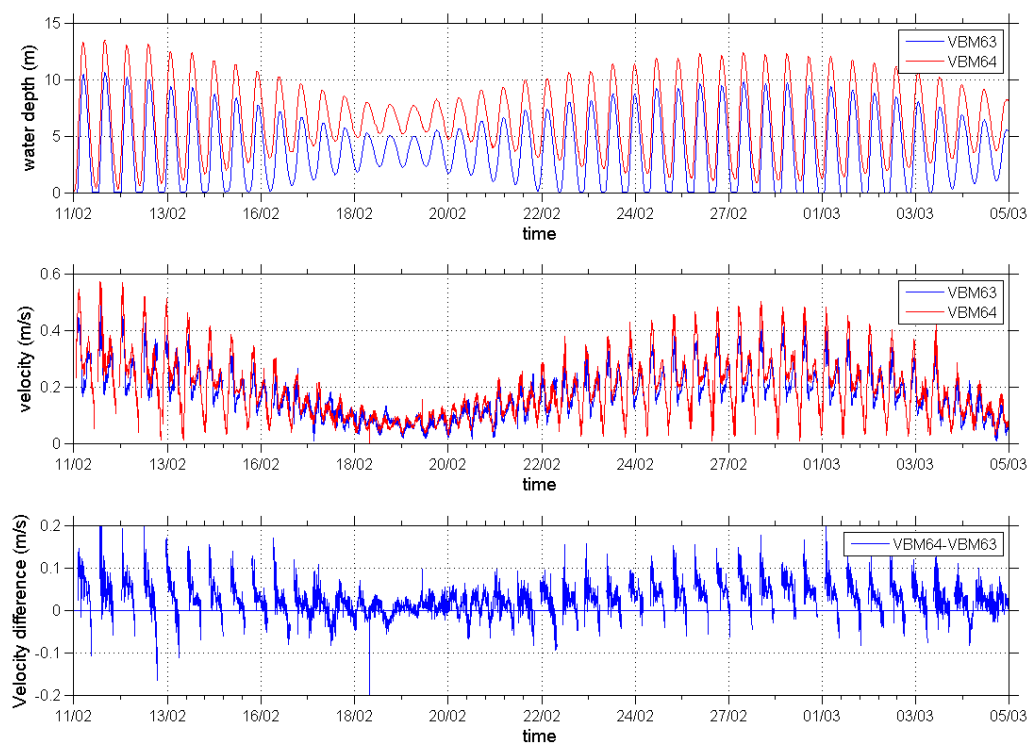 water depth (m)
15
10
5
0
VBM63
VBM64
11/02 13/02 16/02 18/02 20/02 22/02 24/02 27/02 01/03 03/03 05/03
time
velocity (m/s)
0.6
0.4
0.2
0
VBM63
VBM64
11/02 13/02 16/02 18/02 20/02 22/02 24/02 27/02 01/03 03/03 05/03
time
Velocity difference (m/s)
0.2
0.1
0
-0.1
-0.2
VBM64-VBM63
11/02 13/02 16/02 18/02 20/02 22/02 24/02 27/02 01/03 03/03 05/03
time